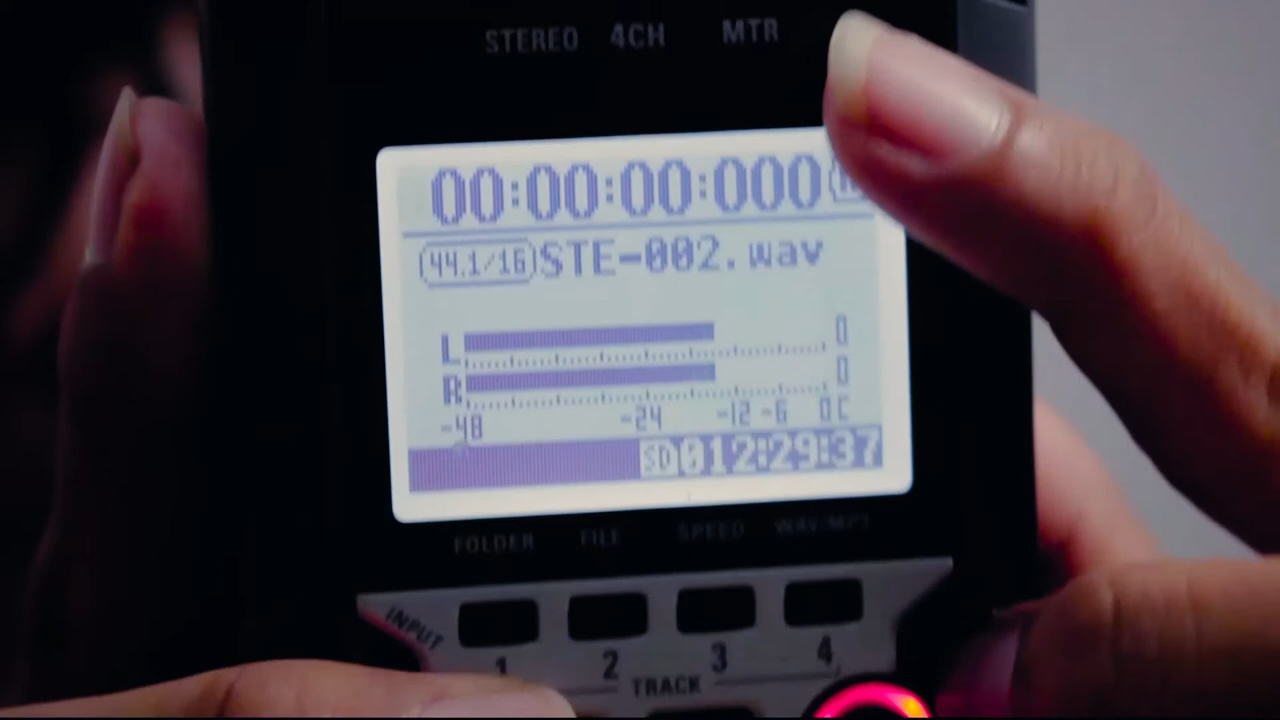 STEREO 4CH MTR
00:00:00:000
44.1/16 STE-002.wav
L 0
R 0
-48 -24 -12 -6 0
SD 012:29:37
FOLDER FILE SPEED WAV/MP3
INPUT
1 2 3 4
TRACK